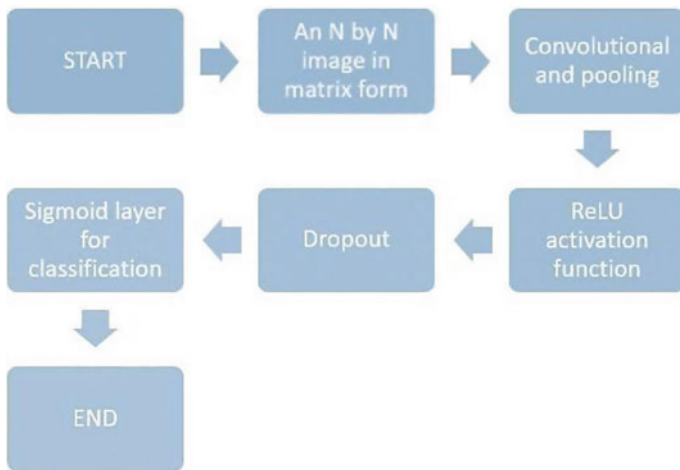 START
An N by N
image in
matrix form
Convolutional
and pooling
ReLU
activation
function
Dropout
Sigmoid layer
for
classification
END